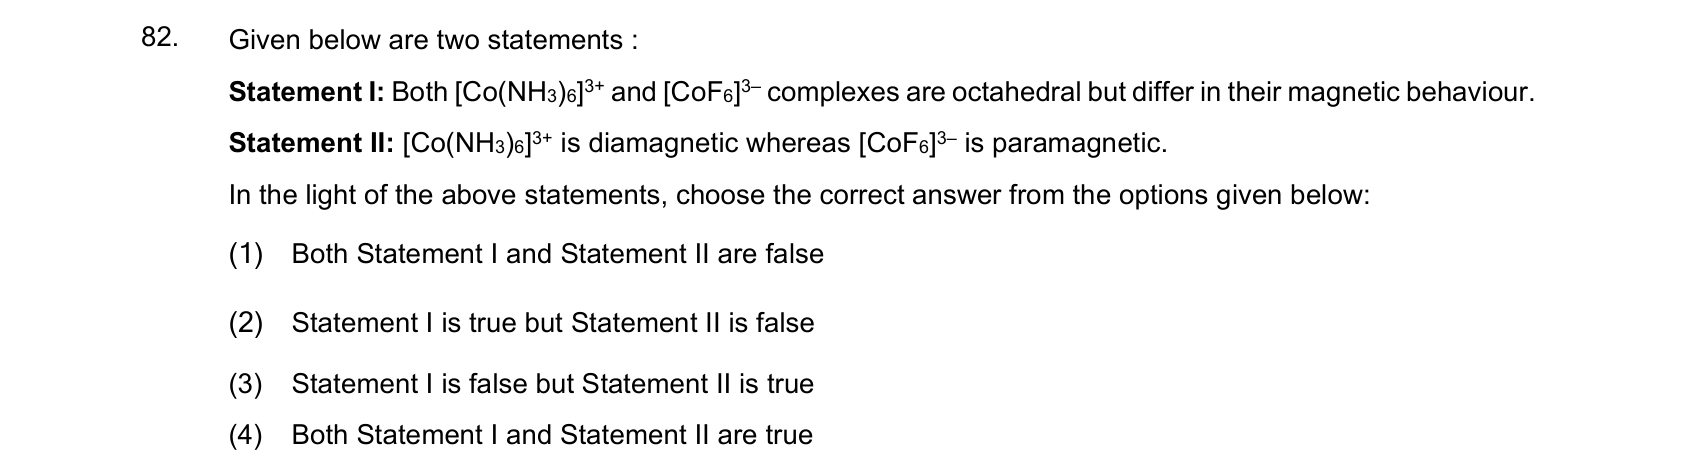 82. Given below are two statements :
Statement I: Both [Co(NH₃)₆]³⁺ and [CoF₆]³⁻ complexes are octahedral but differ in their magnetic behaviour.
Statement II: [Co(NH₃)₆]³⁺ is diamagnetic whereas [CoF₆]³⁻ is paramagnetic.
In the light of the above statements, choose the correct answer from the options given below:
(1) Both Statement I and Statement II are false
(2) Statement I is true but Statement II is false
(3) Statement I is false but Statement II is true
(4) Both Statement I and Statement II are true